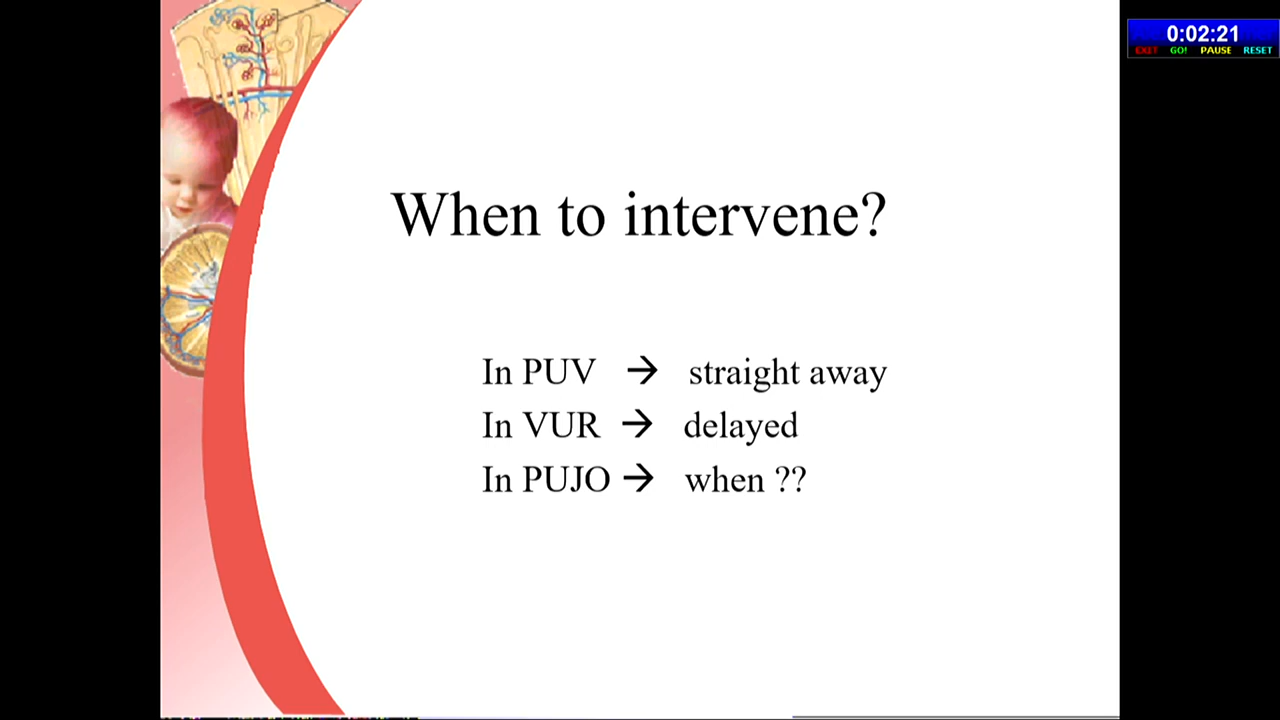 0:02:21
EXIT GO! PAUSE RESET
When to intervene?
In PUV → straight away
In VUR → delayed
In PUJO → when ??